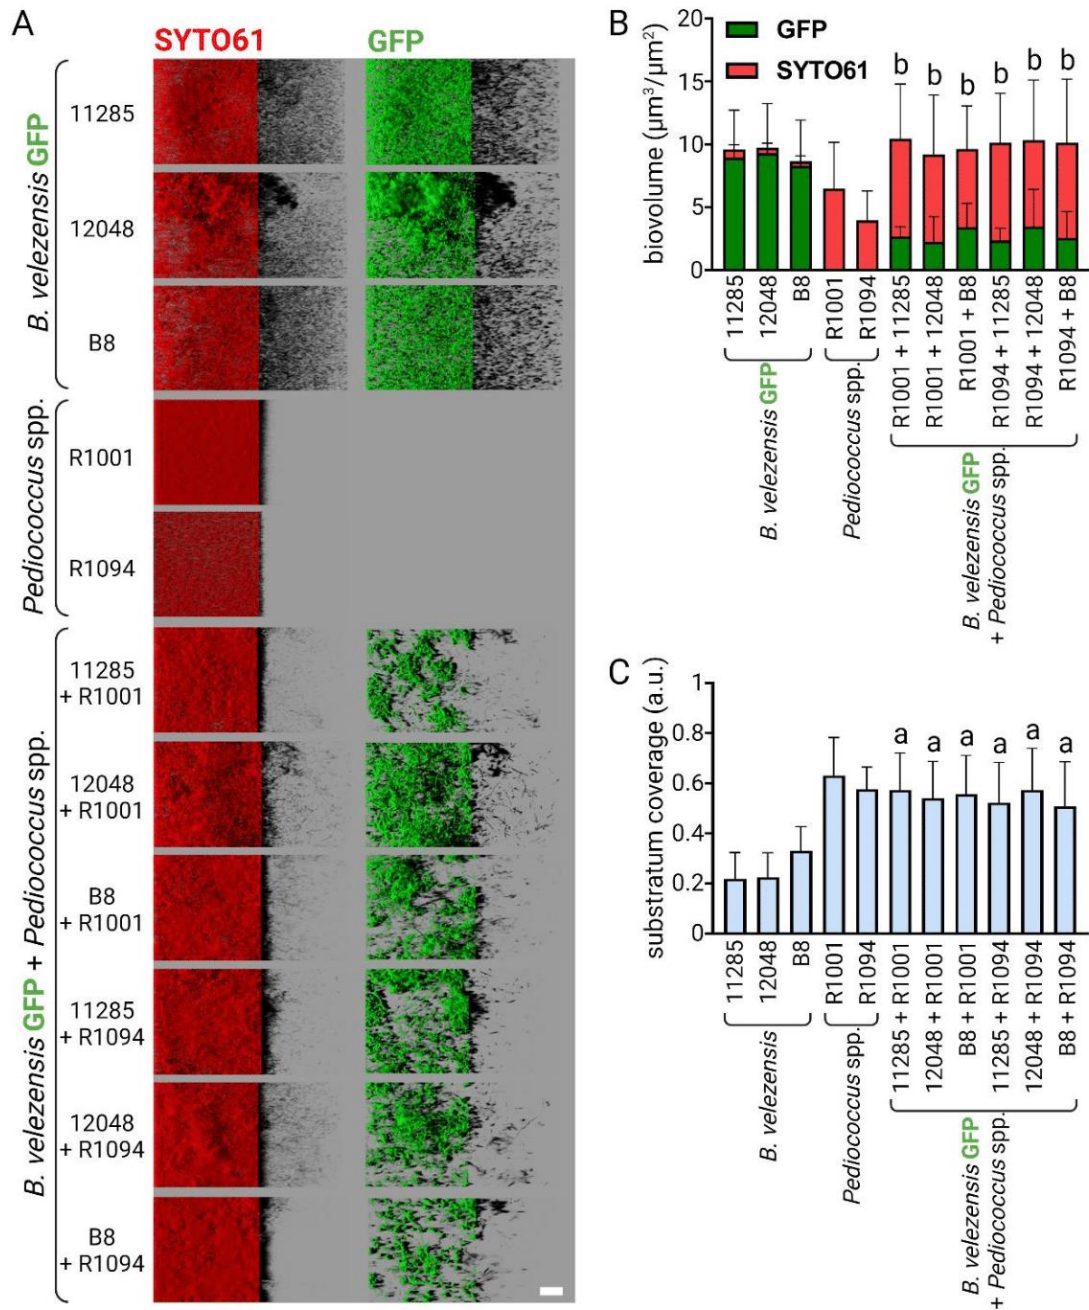 A
SYTO61 GFP
B. velezensis GFP
11285
12048
B8
Pediococcus spp.
R1001
R1094
B. velezensis GFP + Pediococcus spp.
11285
+ R1001
12048
+ R1001
B8
+ R1001
11285
+ R1094
12048
+ R1094
B8
+ R1094
B
biovolume (µm³/µm²)
20
15
10
5
0
GFP
SYTO61
b b b b b b
11285
12048
B8
R1001
R1094
R1001 + 11285
R1001 + 12048
R1001 + B8
R1094 + 11285
R1094 + 12048
R1094 + B8
B. velezensis GFP
Pediococcus spp.
B. velezensis GFP
+ Pediococcus spp.
C
substratum coverage (a.u.)
1
0.8
0.6
0.4
0.2
0
a a a a a a
11285
12048
B8
R1001
R1094
11285 + R1001
12048 + R1001
B8 + R1001
11285 + R1094
12048 + R1094
B8 + R1094
B. velezensis
Pediococcus spp.
B. velezensis GFP
+ Pediococcus spp.